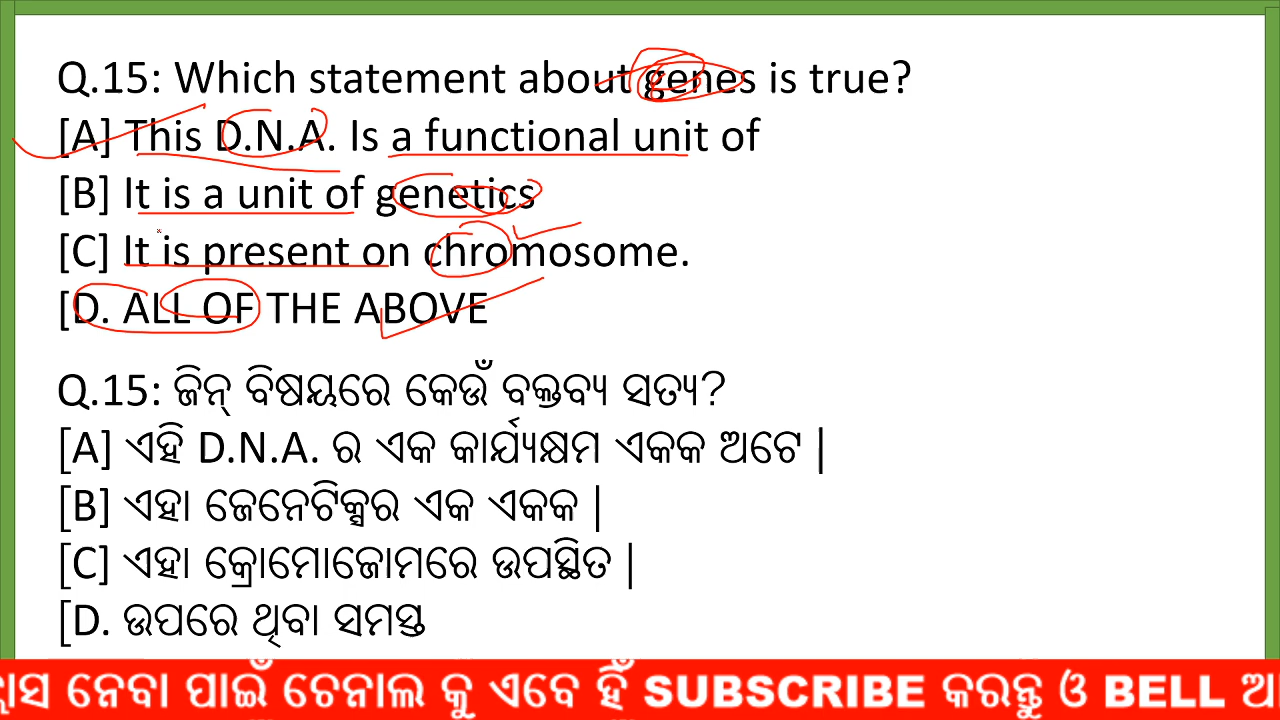 Q.15: Which statement about genes is true?
[A] This D.N.A. Is a functional unit of
[B] It is a unit of genetics
[C] It is present on chromosome.
[D. ALL OF THE ABOVE
Q.15: ଜିନ୍ ବିଷୟରେ କେଉଁ ବକ୍ତବ୍ୟ ସତ୍ୟ?
[A] ଏହି D.N.A. ର ଏକ କାର୍ଯ୍ୟକ୍ଷମ ଏକକ ଅଟେ |
[B] ଏହା ଜେନେଟିକ୍ସର ଏକ ଏକକ |
[C] ଏହା କ୍ରୋମୋଜୋମରେ ଉପସ୍ଥିତ |
[D. ଉପରେ ଥିବା ସମସ୍ତ
ନେବା ପାଇଁ ଚେନାଲ କୁ ଏବେ ହିଁ SUBSCRIBE କରନ୍ତୁ ଓ BELL